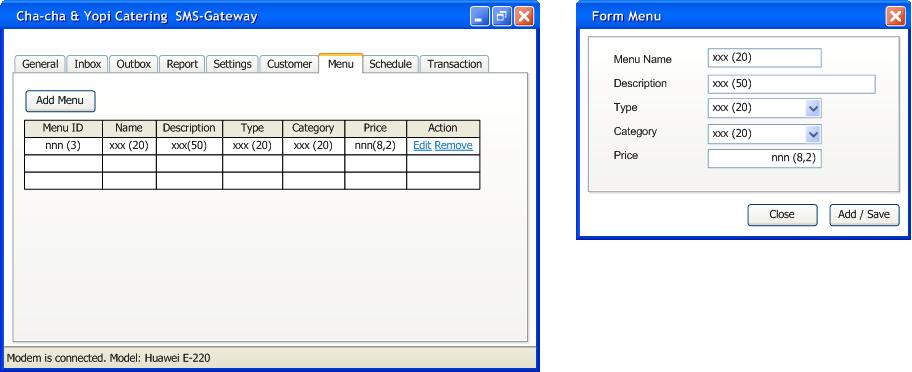 Cha-cha & Yopi Catering SMS-Gateway
General Inbox Outbox Report Settings Customer Menu Schedule Transaction
Add Menu
Menu ID Name Description Type Category Price Action
nnn (3) xxx (20) xxx(50) xxx (20) xxx (20) nnn(8,2) Edit Remove
Modem is connected. Model: Huawei E-220
Form Menu
Menu Name xxx (20)
Description xxx (50)
Type xxx (20)
Category xxx (20)
Price nnn (8,2)
Close Add / Save